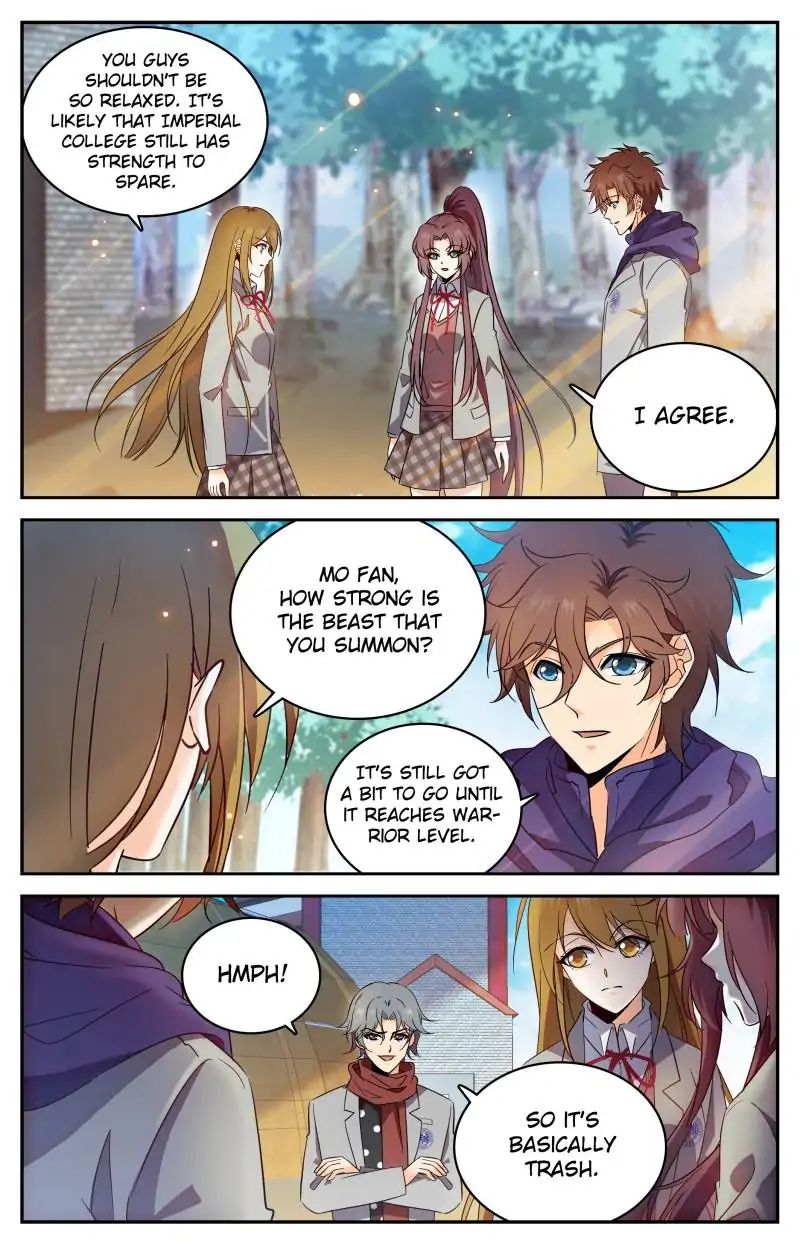 YOU GUYS
SHOULDN'T BE
SO RELAXED. IT'S
LIKELY THAT IMPERIAL
COLLEGE STILL HAS
STRENGTH TO
SPARE.
I AGREE.
MO FAN,
HOW STRONG IS
THE BEAST THAT
YOU SUMMON?
IT'S STILL GOT
A BIT TO GO UNTIL
IT REACHES WAR-
RIOR LEVEL.
HMPH!
SO IT'S
BASICALLY
TRASH.